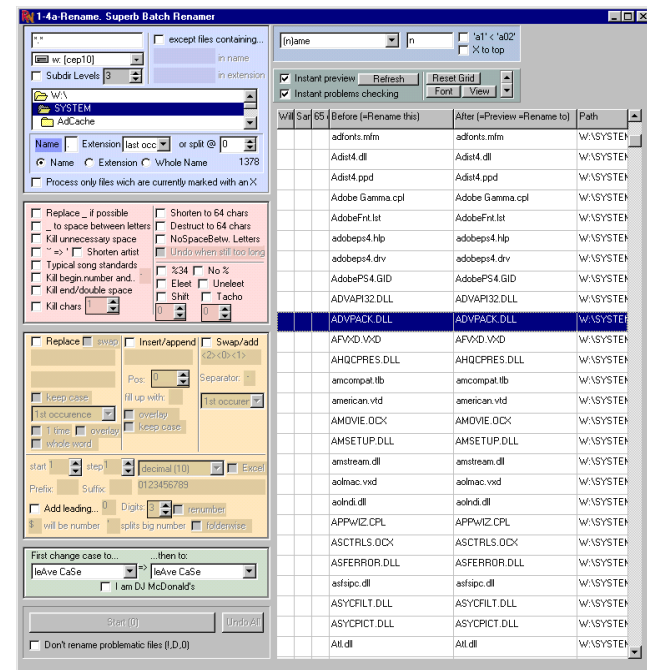 1-4a-Rename. Superb Batch Renamer
*.*
except files containing...
w: [cep10]
in name
Subdir Levels 3
in extension
W:\
SYSTEM
AdCache
Name . Extension last occ or split @ 0
Name Extension Whole Name 1378
Process only files wich are currently marked with an X
Replace _ if possible
_ to space between letters
Kill unnecessary space
`´ => ' Shorten artist
Typical song standards
Kill begin.number and.. -
Kill end/double space
Kill chars 1
Shorten to 64 chars
Destruct to 64 chars
NoSpaceBetw. Letters
Undo when still too long
%34 No %
Eleet Uneleet
Shift Tacho
0 0
Replace swap
Insert/append
Swap/add
<2><0><1>
Pos: 0
Separator: -
keep case
fill up with:
1st occurer
1st occurence
overlay
1 time overlay
keep case
whole word
start 1 step 1 decimal (10) Excel
Prefix: Suffix: 0123456789
Add leading... 0 Digits: 3 renumber
$ will be number ' splits big number folderwise
First change case to... ...then to:
leAve CaSe => leAve CaSe
I am DJ McDonald's
Start (0) Undo All
Don't rename problematic files (!,D,0)
(n)ame n
'a1' < 'a02'
X to top
Instant preview Refresh Reset Grid
Instant problems checking Font View
Will Sar 65 Before (=Rename this) After (=Preview =Rename to) Path
adfonts.mfm adfonts.mfm W:\SYSTEM
Adist4.dll Adist4.dll W:\SYSTEM
Adist4.ppd Adist4.ppd W:\SYSTEM
Adobe Gamma.cpl Adobe Gamma.cpl W:\SYSTEM
AdobeFnt.lst AdobeFnt.lst W:\SYSTEM
adobeps4.hlp adobeps4.hlp W:\SYSTEM
adobeps4.drv adobeps4.drv W:\SYSTEM
AdobePS4.GID AdobePS4.GID W:\SYSTEM
ADVAPI32.DLL ADVAPI32.DLL W:\SYSTEM
ADVPACK.DLL ADVPACK.DLL W:\SYSTEM
AFVXD.VXD AFVXD.VXD W:\SYSTEM
AHQCPRES.DLL AHQCPRES.DLL W:\SYSTEM
amcompat.tlb amcompat.tlb W:\SYSTEM
american.vtd american.vtd W:\SYSTEM
AMOVIE.OCX AMOVIE.OCX W:\SYSTEM
AMSETUP.DLL AMSETUP.DLL W:\SYSTEM
amstream.dll amstream.dll W:\SYSTEM
aolmac.vxd aolmac.vxd W:\SYSTEM
aolndi.dll aolndi.dll W:\SYSTEM
APPWIZ.CPL APPWIZ.CPL W:\SYSTEM
ASCTRLS.OCX ASCTRLS.OCX W:\SYSTEM
ASFERROR.DLL ASFERROR.DLL W:\SYSTEM
asfsipc.dll asfsipc.dll W:\SYSTEM
ASYCFILT.DLL ASYCFILT.DLL W:\SYSTEM
ASYCPICT.DLL ASYCPICT.DLL W:\SYSTEM
Atl.dll Atl.dll W:\SYSTEM